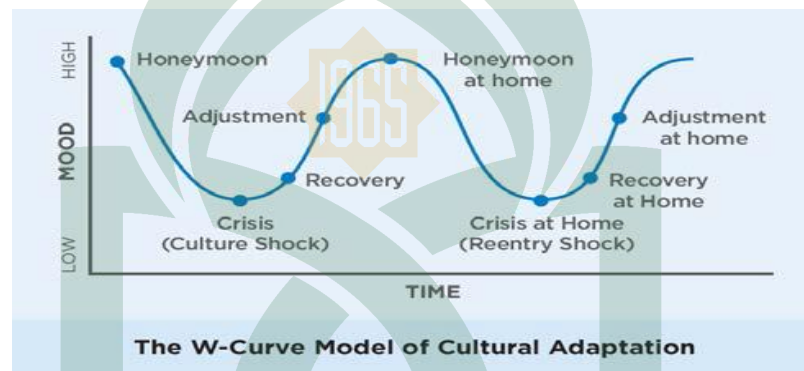 HIGH
MOOD
LOW
Honeymoon
Adjustment
Recovery
Crisis
(Culture Shock)
Honeymoon
at home
Adjustment
at home
Recovery
at Home
Crisis at Home
(Reentry Shock)
TIME
The W-Curve Model of Cultural Adaptation
1965